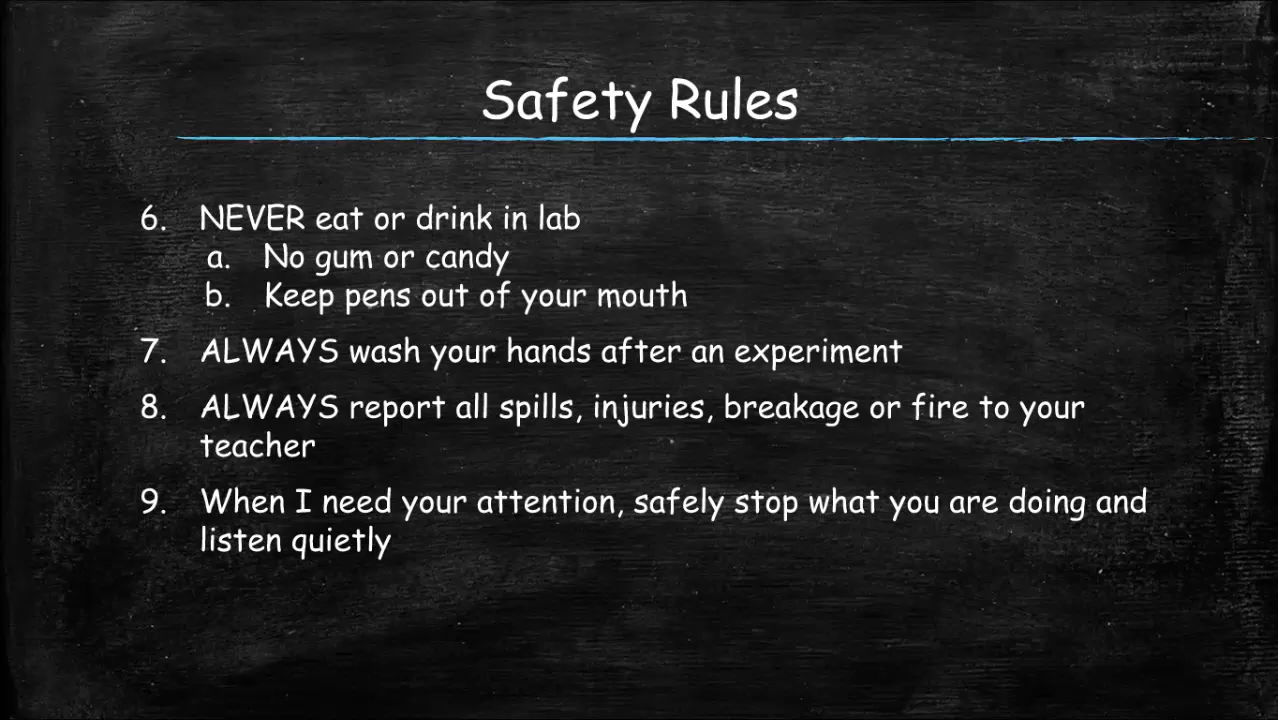 Safety Rules
6. NEVER eat or drink in lab
a. No gum or candy
b. Keep pens out of your mouth
7. ALWAYS wash your hands after an experiment
8. ALWAYS report all spills, injuries, breakage or fire to your
teacher
9. When I need your attention, safely stop what you are doing and
listen quietly